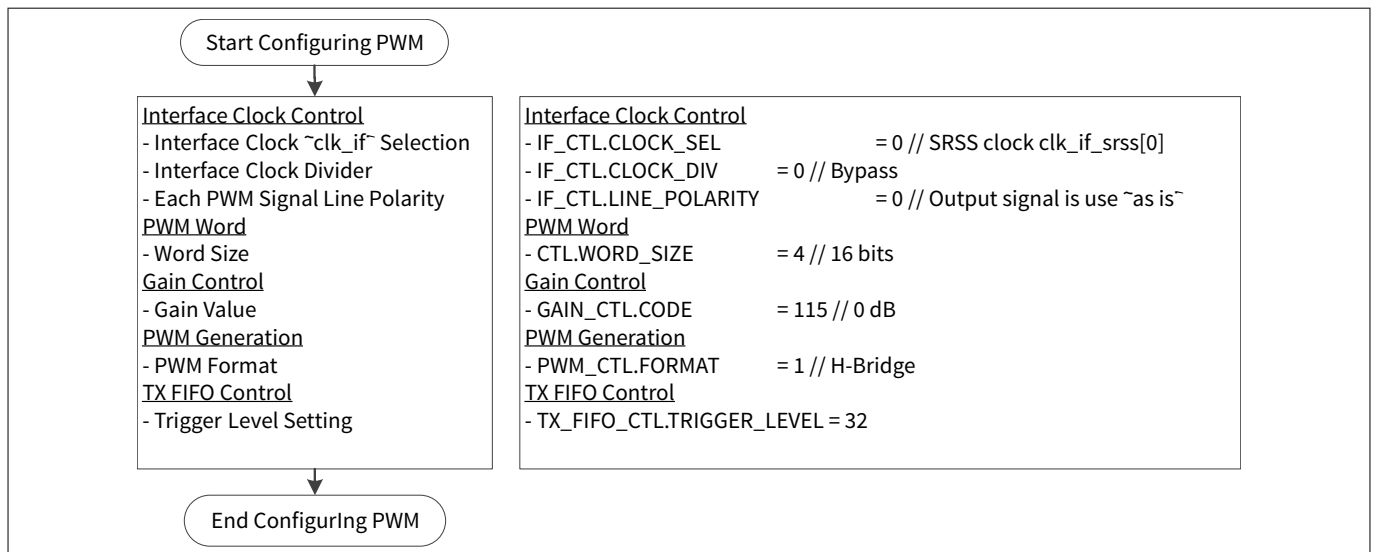 Start Configuring PWM
Interface Clock Control
- Interface Clock ~clk_if~ Selection
- Interface Clock Divider
- Each PWM Signal Line Polarity
PWM Word
- Word Size
Gain Control
- Gain Value
PWM Generation
- PWM Format
TX FIFO Control
- Trigger Level Setting
Interface Clock Control
- IF_CTL.CLOCK_SEL = 0 // SRSS clock clk_if_srss[0]
- IF_CTL.CLOCK_DIV = 0 // Bypass
- IF_CTL.LINE_POLARITY = 0 // Output signal is use ~as is~
PWM Word
- CTL.WORD_SIZE = 4 // 16 bits
Gain Control
- GAIN_CTL.CODE = 115 // 0 dB
PWM Generation
- PWM_CTL.FORMAT = 1 // H-Bridge
TX FIFO Control
- TX_FIFO_CTL.TRIGGER_LEVEL = 32
End ConfigurIng PWM